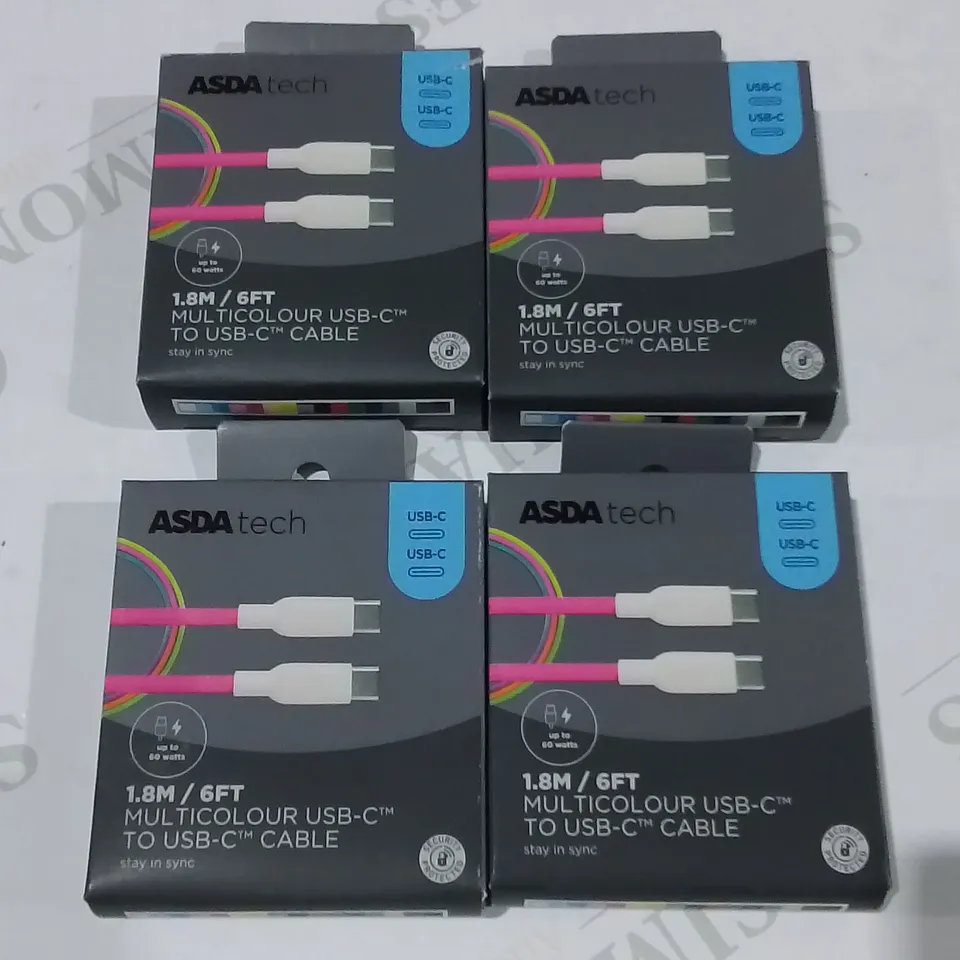 ASDA tech
USB-C
USB-C
up to
60 watts
1.8M / 6FT
MULTICOLOUR USB-C™
TO USB-C™ CABLE
stay in sync
SECURITY PROTECTED
ASDA tech
USB-C
USB-C
up to
60 watts
1.8M / 6FT
MULTICOLOUR USB-C™
TO USB-C™ CABLE
stay in sync
SECURITY PROTECTED
ASDA tech
USB-C
USB-C
up to
60 watts
1.8M / 6FT
MULTICOLOUR USB-C™
TO USB-C™ CABLE
stay in sync
SECURITY PROTECTED
ASDA tech
USB-C
USB-C
up to
60 watts
1.8M / 6FT
MULTICOLOUR USB-C™
TO USB-C™ CABLE
stay in sync
SECURITY PROTECTED